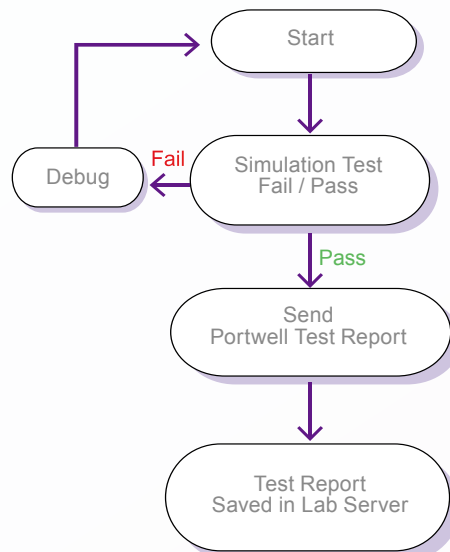 Start
Fail
Debug
Simulation Test
Fail / Pass
Pass
Send
Portwell Test Report
Test Report
Saved in Lab Server